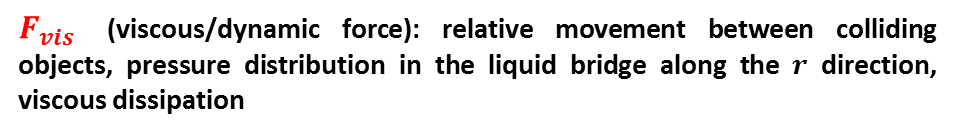 F_vis (viscous/dynamic force): relative movement between colliding
objects, pressure distribution in the liquid bridge along the r direction,
viscous dissipation